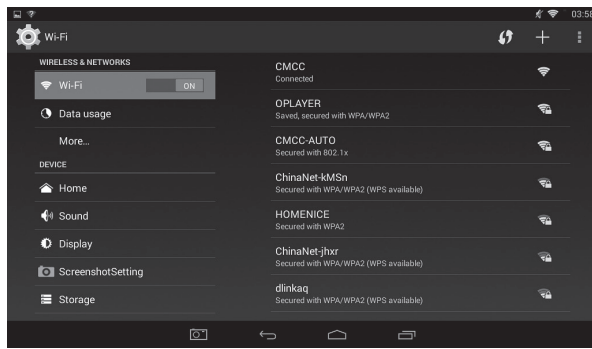 03:58
Wi-Fi
WIRELESS & NETWORKS
Wi-Fi ON
Data usage
More...
DEVICE
Home
Sound
Display
ScreenshotSetting
Storage
CMCC
Connected
OPLAYER
Saved, secured with WPA/WPA2
CMCC-AUTO
Secured with 802.1x
ChinaNet-kMSn
Secured with WPA/WPA2 (WPS available)
HOMENICE
Secured with WPA2
ChinaNet-jhxr
Secured with WPA/WPA2 (WPS available)
dlinkaq
Secured with WPA/WPA2 (WPS available)